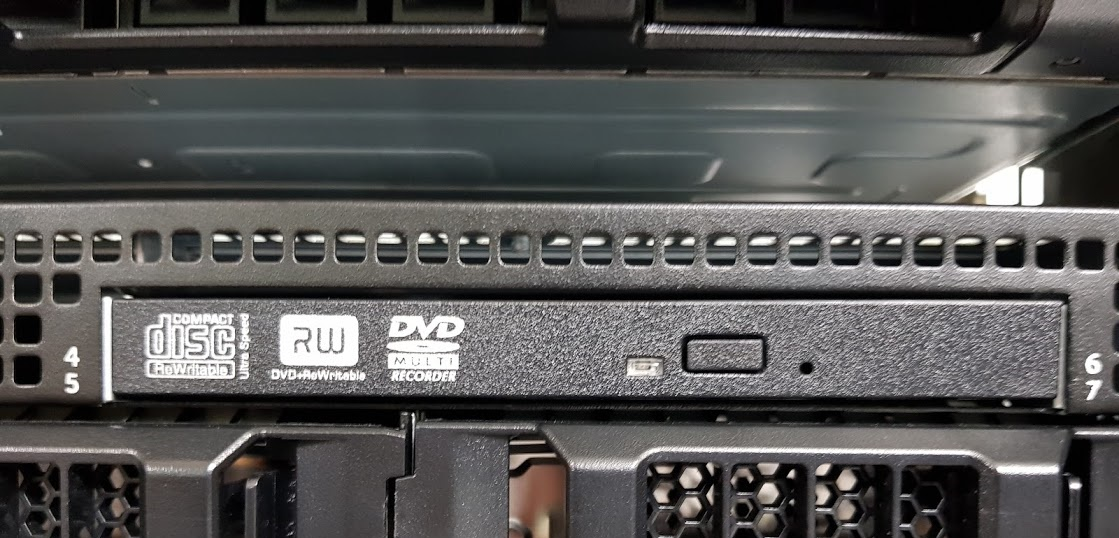 COMPACT
disc
ReWritable
Ultra Speed
RW
DVD+ReWritable
DVD
MULTI
RECORDER
4
5
6
7